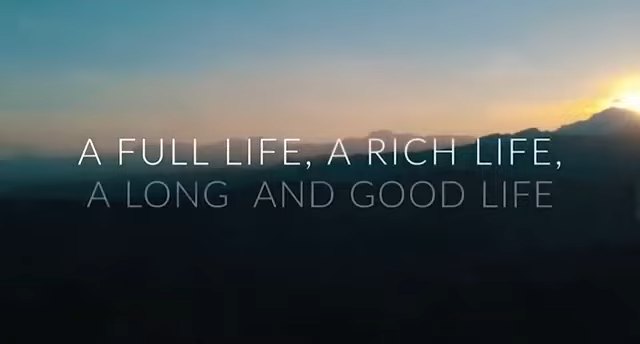 A FULL LIFE, A RICH LIFE,
A LONG AND GOOD LIFE